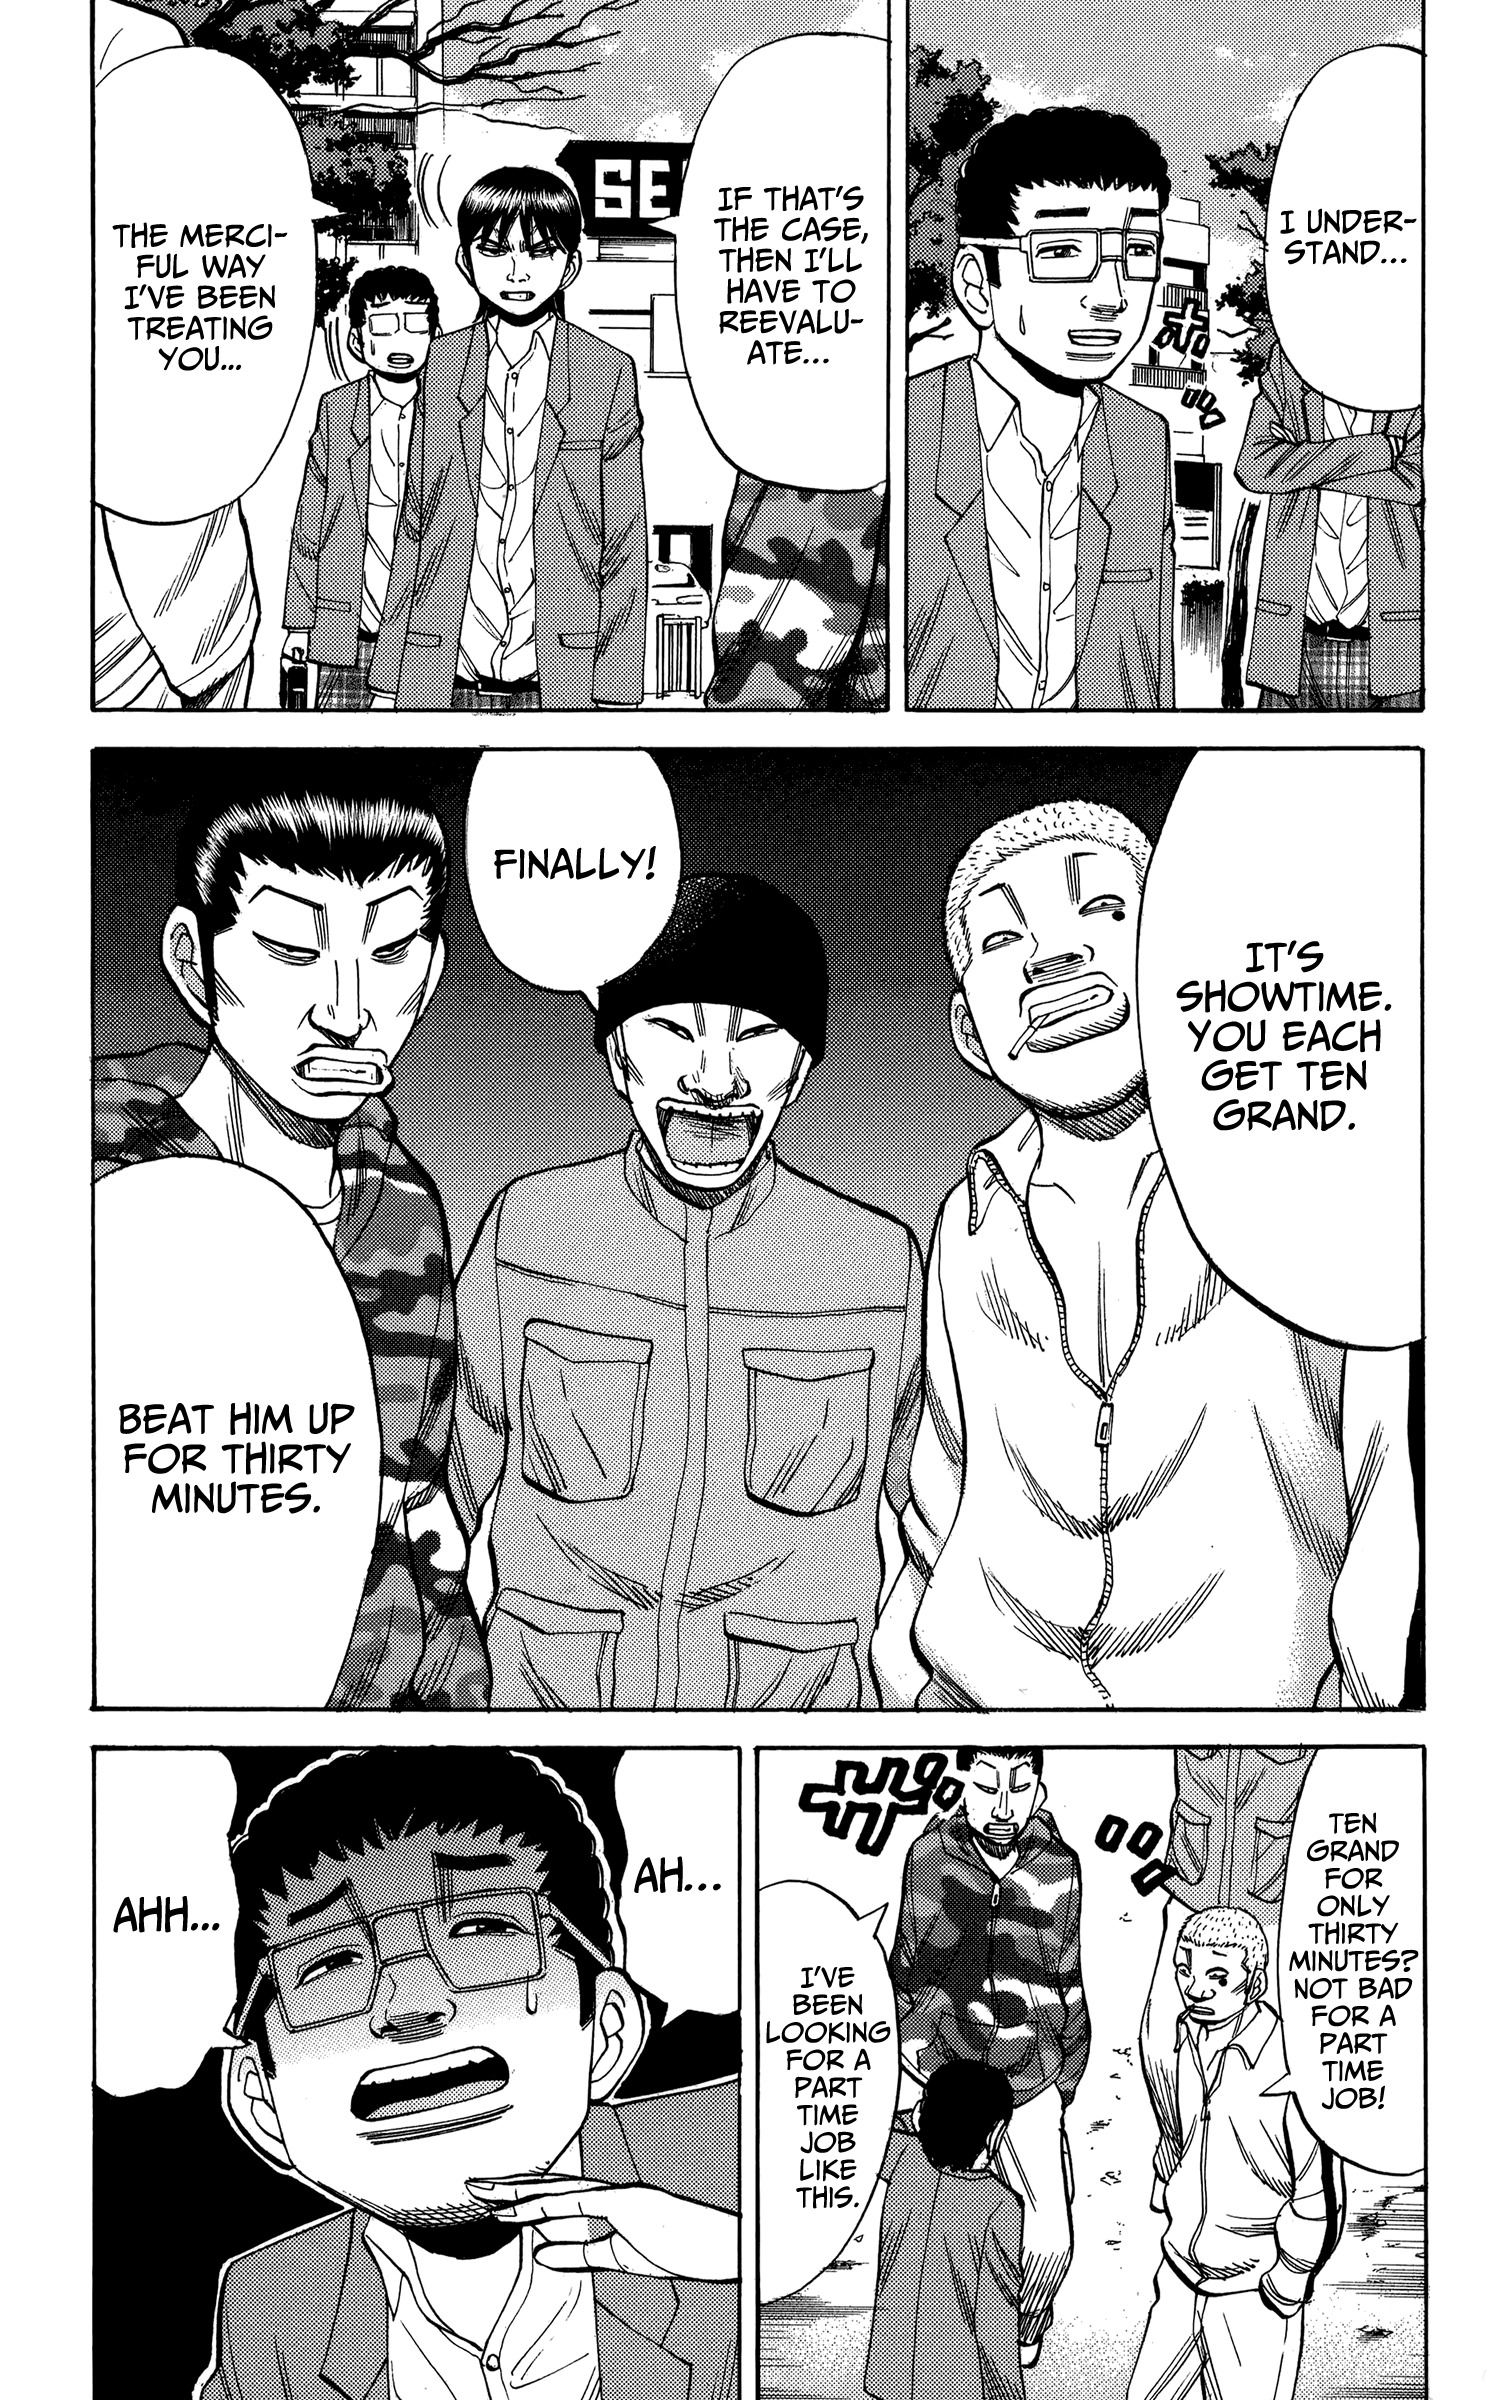 I UNDER-
STAND...
IF THAT'S
THE CASE,
THEN I'LL
HAVE TO
REEVALU-
ATE...
SE
THE MERCI-
FUL WAY
I'VE BEEN
TREATING
YOU...
IT'S
SHOWTIME.
YOU EACH
GET TEN
GRAND.
FINALLY!
BEAT HIM UP
FOR THIRTY
MINUTES.
TEN
GRAND
FOR
ONLY
THIRTY
MINUTES?
NOT BAD
FOR A
PART
TIME
JOB!
I'VE
BEEN
LOOKING
FOR A
PART
TIME
JOB
LIKE
THIS.
AH...
AHH...